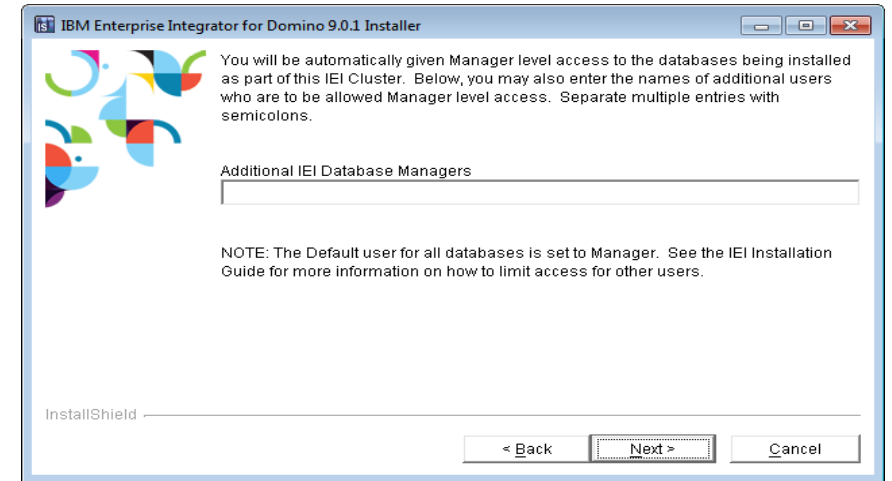 IBM Enterprise Integrator for Domino 9.0.1 Installer
You will be automatically given Manager level access to the databases being installed
as part of this IEI Cluster. Below, you may also enter the names of additional users
who are to be allowed Manager level access. Separate multiple entries with
semicolons.
Additional IEI Database Managers
NOTE: The Default user for all databases is set to Manager. See the IEI Installation
Guide for more information on how to limit access for other users.
InstallShield
< Back Next > Cancel